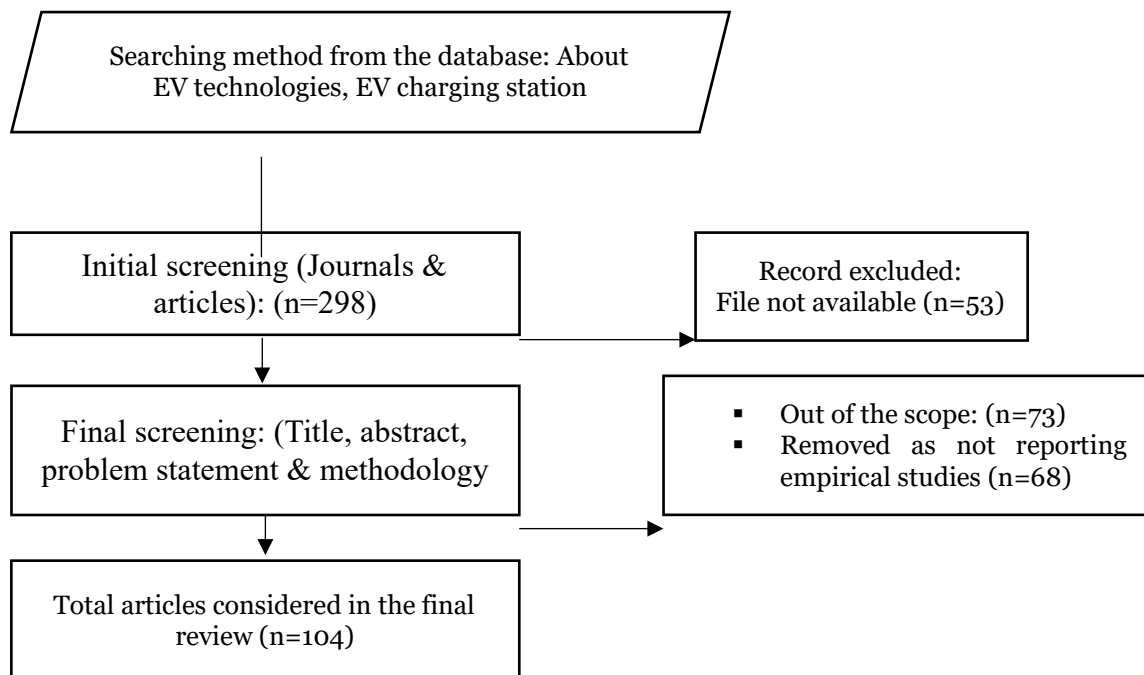 Searching method from the database: About
EV technologies, EV charging station
Initial screening (Journals &
articles): (n=298)
Record excluded:
File not available (n=53)
Final screening: (Title, abstract,
problem statement & methodology
▪ Out of the scope: (n=73)
▪ Removed as not reporting
empirical studies (n=68)
Total articles considered in the final
review (n=104)